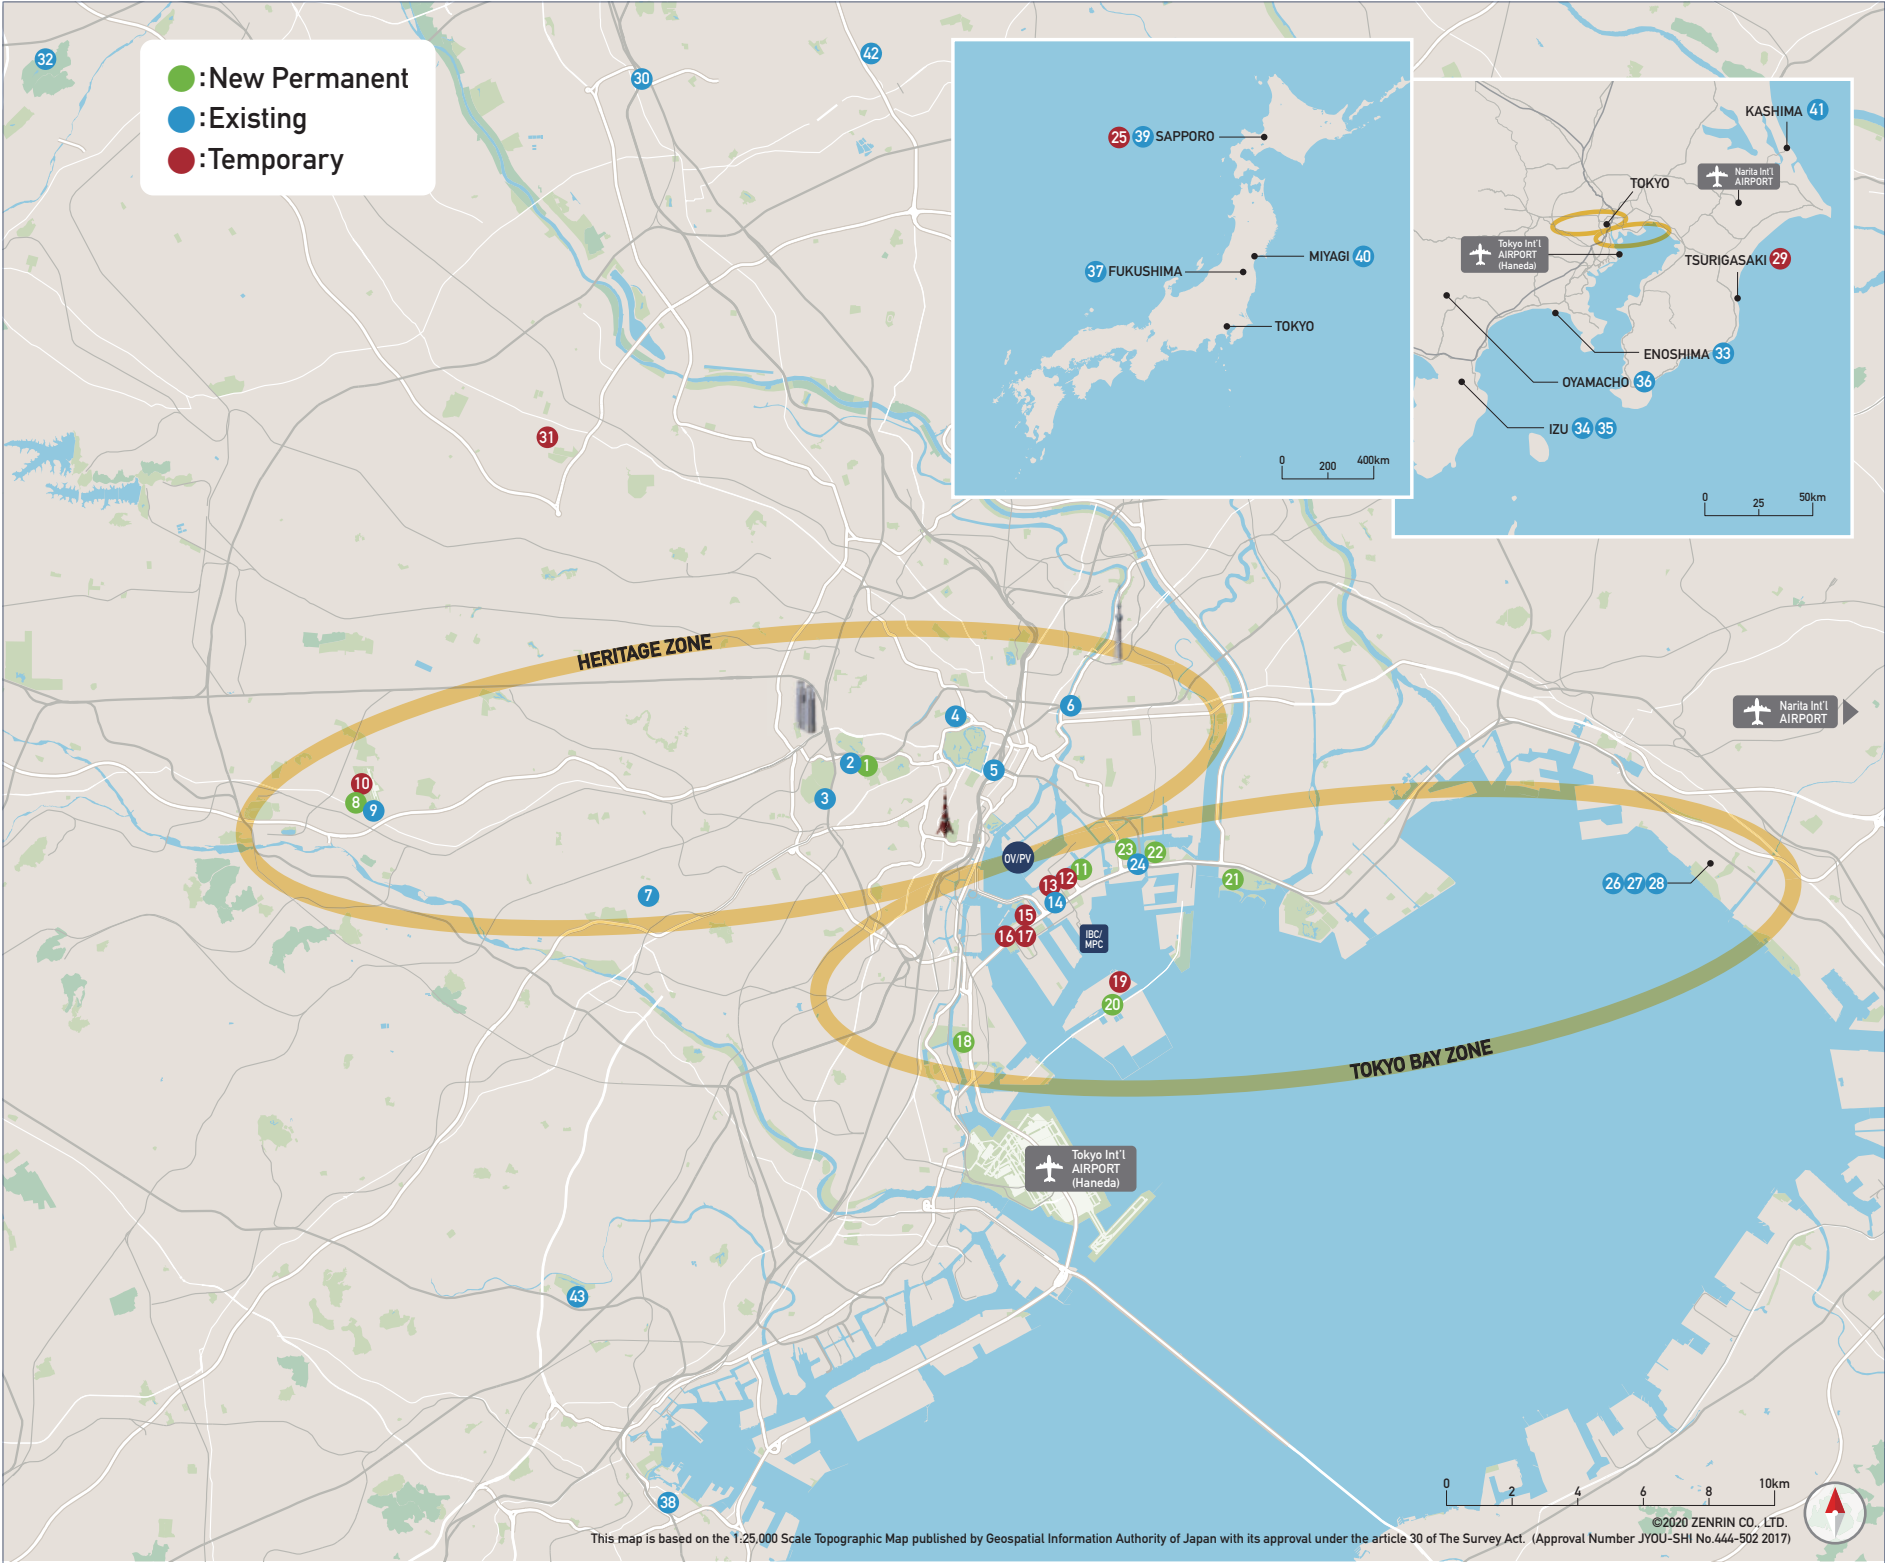 :New Permanent
:Existing
:Temporary
32
30
42
25 39 SAPPORO
MIYAGI 40
37 FUKUSHIMA
TOKYO
0 200 400km
KASHIMA 41
Narita Int'l
AIRPORT
TOKYO
Tokyo Int'l
AIRPORT
(Haneda)
TSURIGASAKI 29
ENOSHIMA 33
OYAMACHO 36
IZU 34 35
0 25 50km
31
HERITAGE ZONE
4
6
Narita Int'l
AIRPORT
2 1
5
3
10
8 9
OV/PV
23 22
24
11
12
13
14
21
26 27 28
7
15
16 17
IBC/
MPC
19
20
18
TOKYO BAY ZONE
Tokyo Int'l
AIRPORT
(Haneda)
43
38
0 2 4 6 8 10km
©2020 ZENRIN CO., LTD.
This map is based on the 1:25,000 Scale Topographic Map published by Geospatial Information Authority of Japan with its approval under the article 30 of The Survey Act. (Approval Number JYOU-SHI No.444-502 2017)